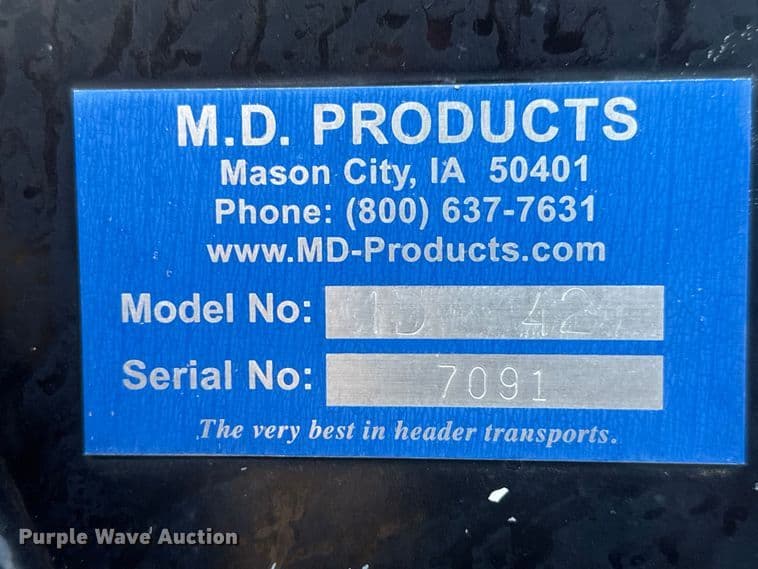 M.D. PRODUCTS
Mason City, IA 50401
Phone: (800) 637-7631
www.MD-Products.com
Model No: 42
Serial No: 7091
The very best in header transports.
Purple Wave Auction